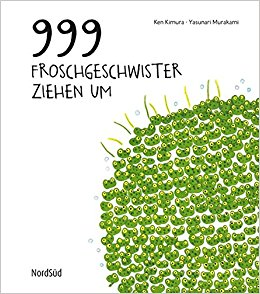 Ken Kimura · Yasunari Murakami
999
FROSCHGESCHWISTER
ZIEHEN UM
NordSüd